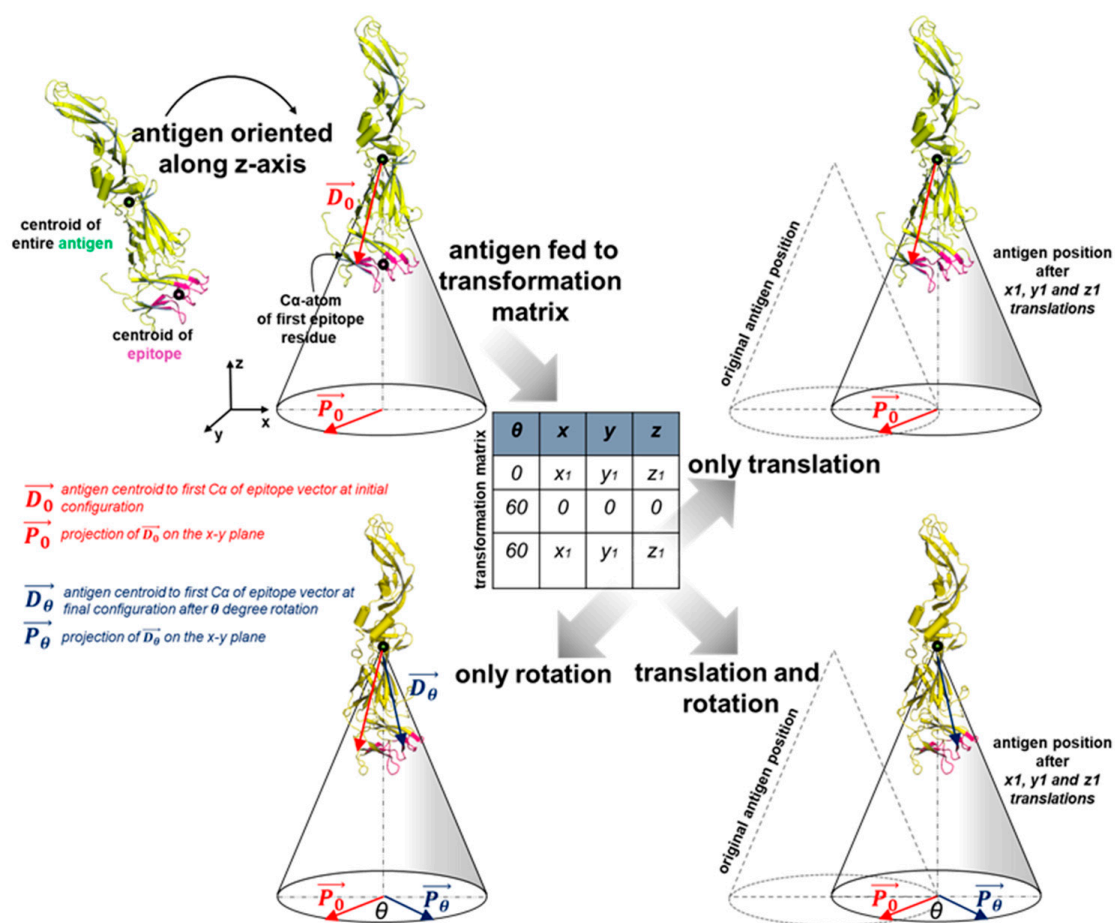 antigen oriented
along z-axis
centroid of
entire antigen
centroid of
epitope
D₀
Cα-atom
of first epitope
residue
z
x
y
P₀
antigen fed to
transformation
matrix
original antigen position
antigen position
after
x1, y1 and z1
translations
P₀
transformation matrix
θ x y z
0 x₁ y₁ z₁
60 0 0 0
60 x₁ y₁ z₁
only translation
D₀ antigen centroid to first Cα of epitope vector at initial
configuration
P₀ projection of D₀ on the x-y plane
Dθ antigen centroid to first Cα of epitope vector at
final configuration after θ degree rotation
Pθ projection of Dθ on the x-y plane
only rotation
translation and
rotation
Dθ
P₀ θ Pθ
original antigen position
antigen position
after
x1, y1 and z1
translations
P₀ θ Pθ